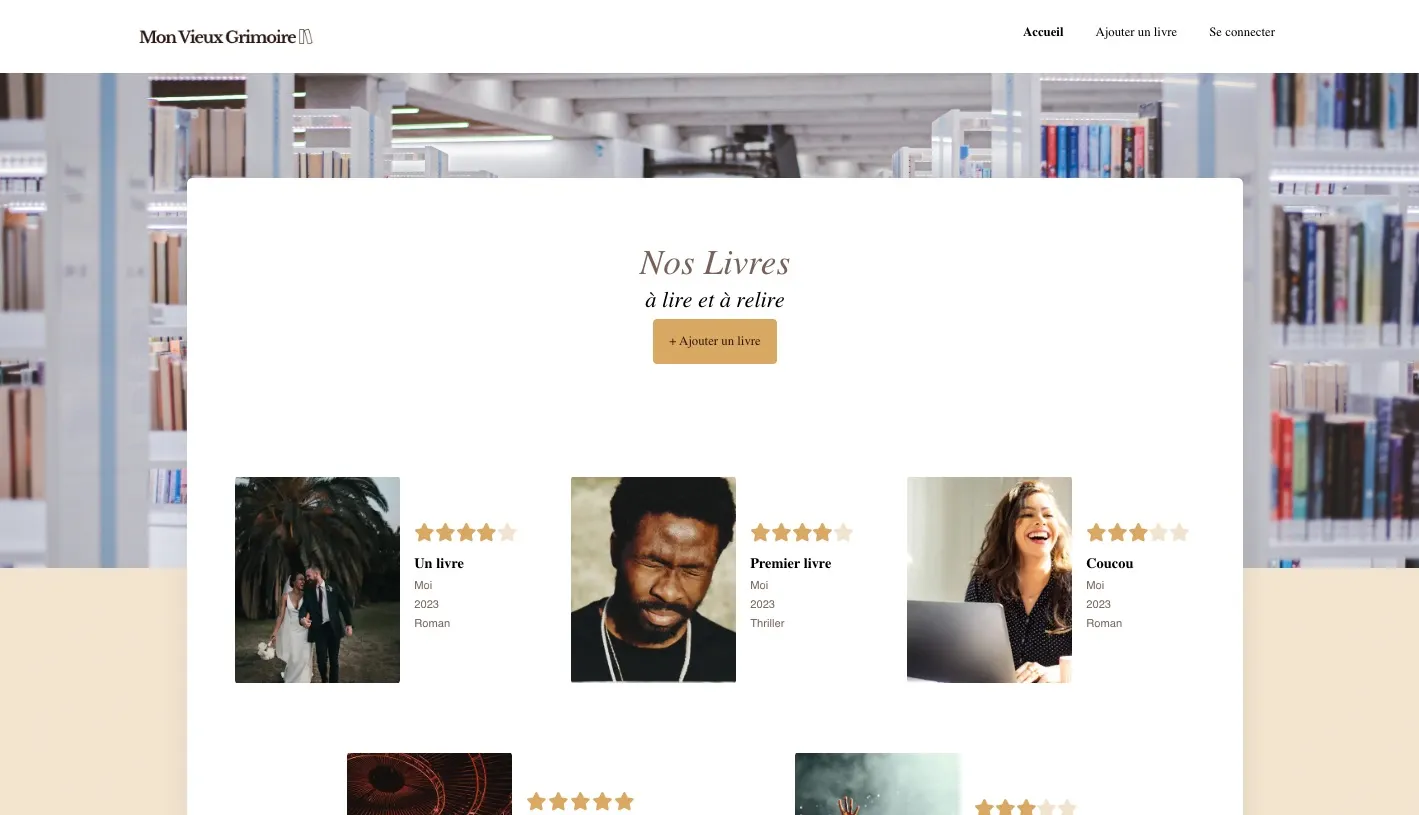 Mon Vieux Grimoire
Accueil
Ajouter un livre
Se connecter
Nos Livres
à lire et à relire
+ Ajouter un livre
Un livre
Moi
2023
Roman
Premier livre
Moi
2023
Thriller
Coucou
Moi
2023
Roman